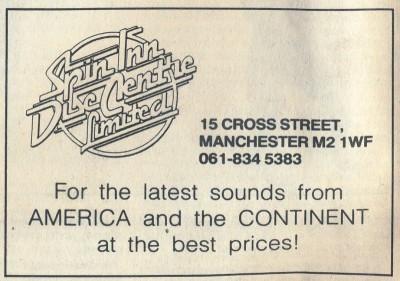 Spin Inn
Disc Centre
Limited
15 CROSS STREET,
MANCHESTER M2 1WF
061-834 5383
For the latest sounds from
AMERICA and the CONTINENT
at the best prices!